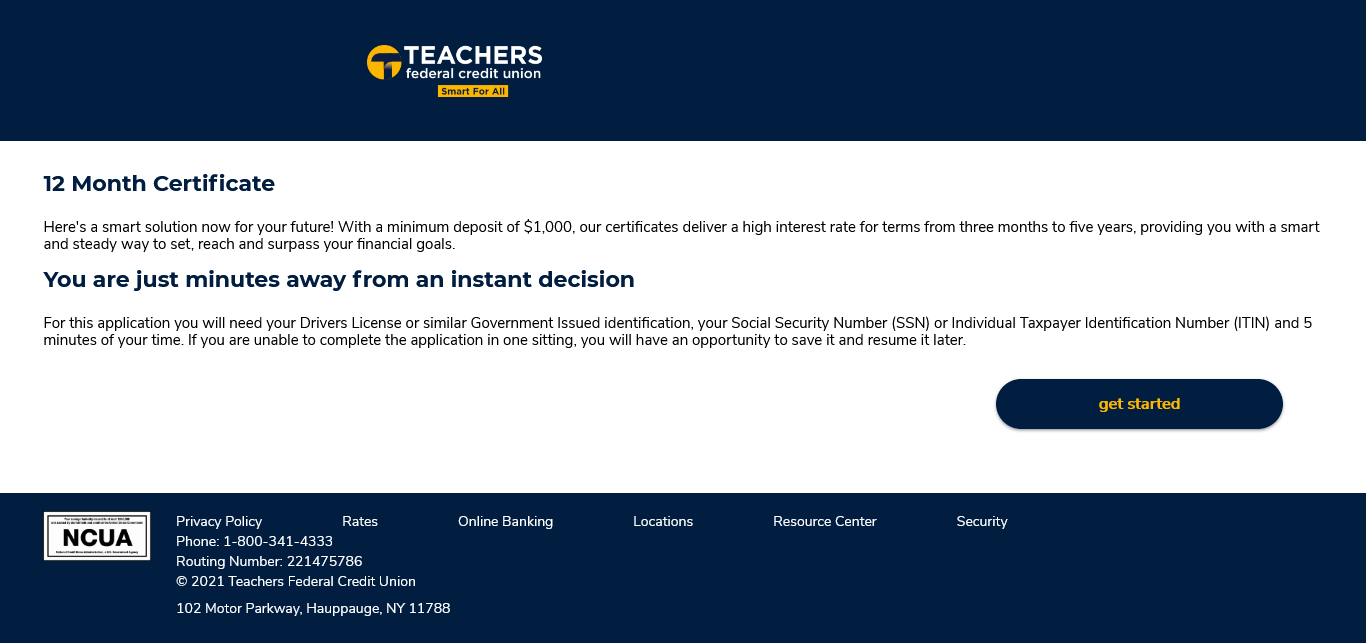 TEACHERS
federal credit union
Smart For All
12 Month Certificate
Here's a smart solution now for your future! With a minimum deposit of $1,000, our certificates deliver a high interest rate for terms from three months to five years, providing you with a smart
and steady way to set, reach and surpass your financial goals.
You are just minutes away from an instant decision
For this application you will need your Drivers License or similar Government Issued identification, your Social Security Number (SSN) or Individual Taxpayer Identification Number (ITIN) and 5
minutes of your time. If you are unable to complete the application in one sitting, you will have an opportunity to save it and resume it later.
get started
NCUA
Privacy Policy Rates Online Banking Locations Resource Center Security
Phone: 1-800-341-4333
Routing Number: 221475786
© 2021 Teachers Federal Credit Union
102 Motor Parkway, Hauppauge, NY 11788